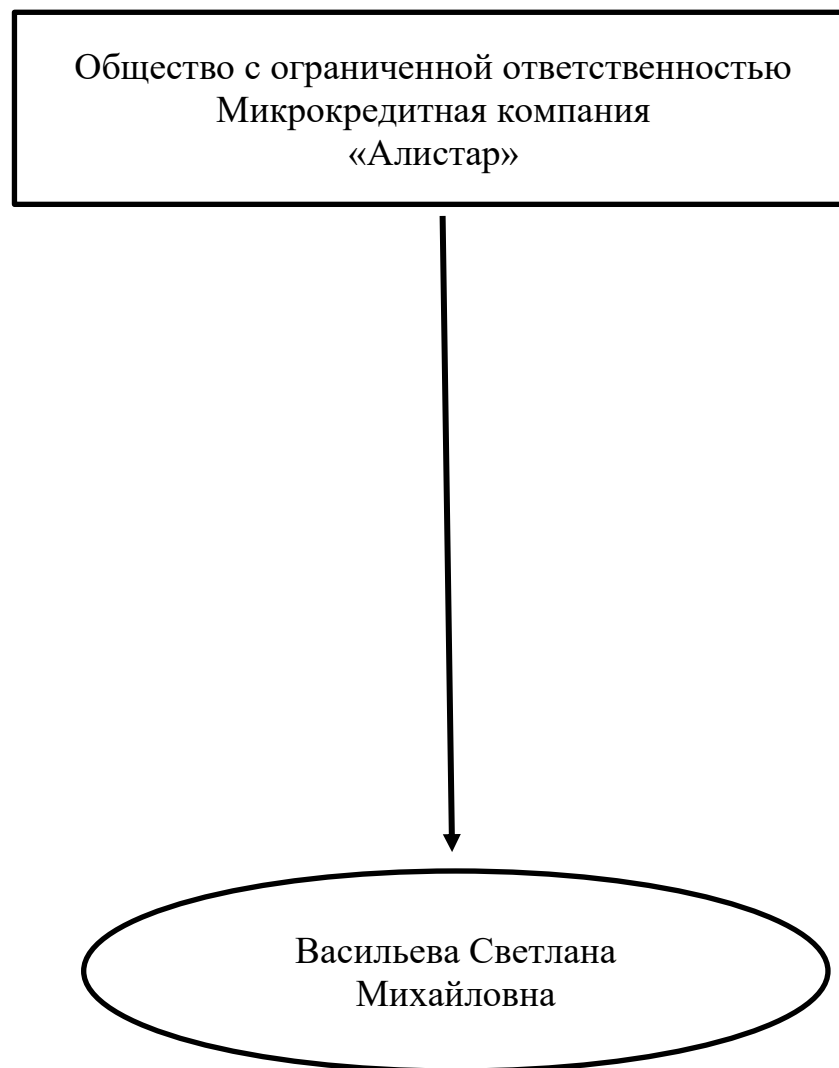 Общество с ограниченной ответственностью
Микрокредитная компания
«Алистар»
Васильева Светлана
Михайловна